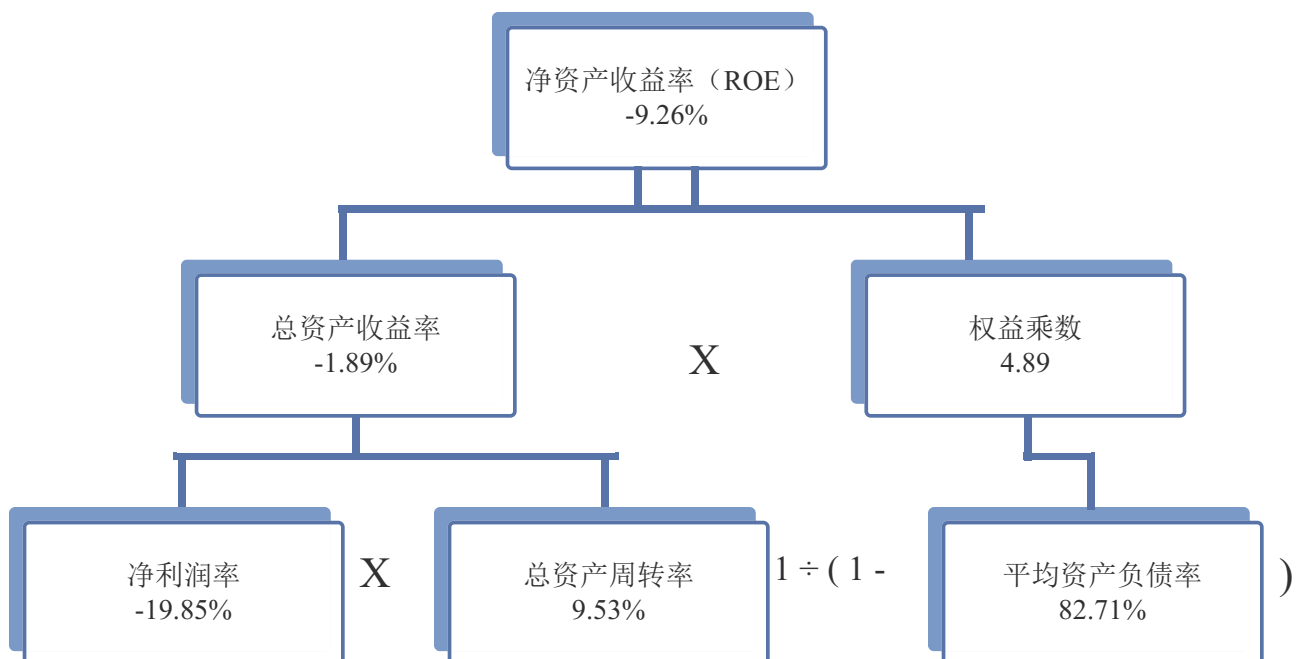 净资产收益率（ROE）
-9.26%
总资产收益率
-1.89%
X
权益乘数
4.89
净利润率
-19.85%
X
总资产周转率
9.53%
1 ÷ ( 1 -
平均资产负债率
82.71%
)